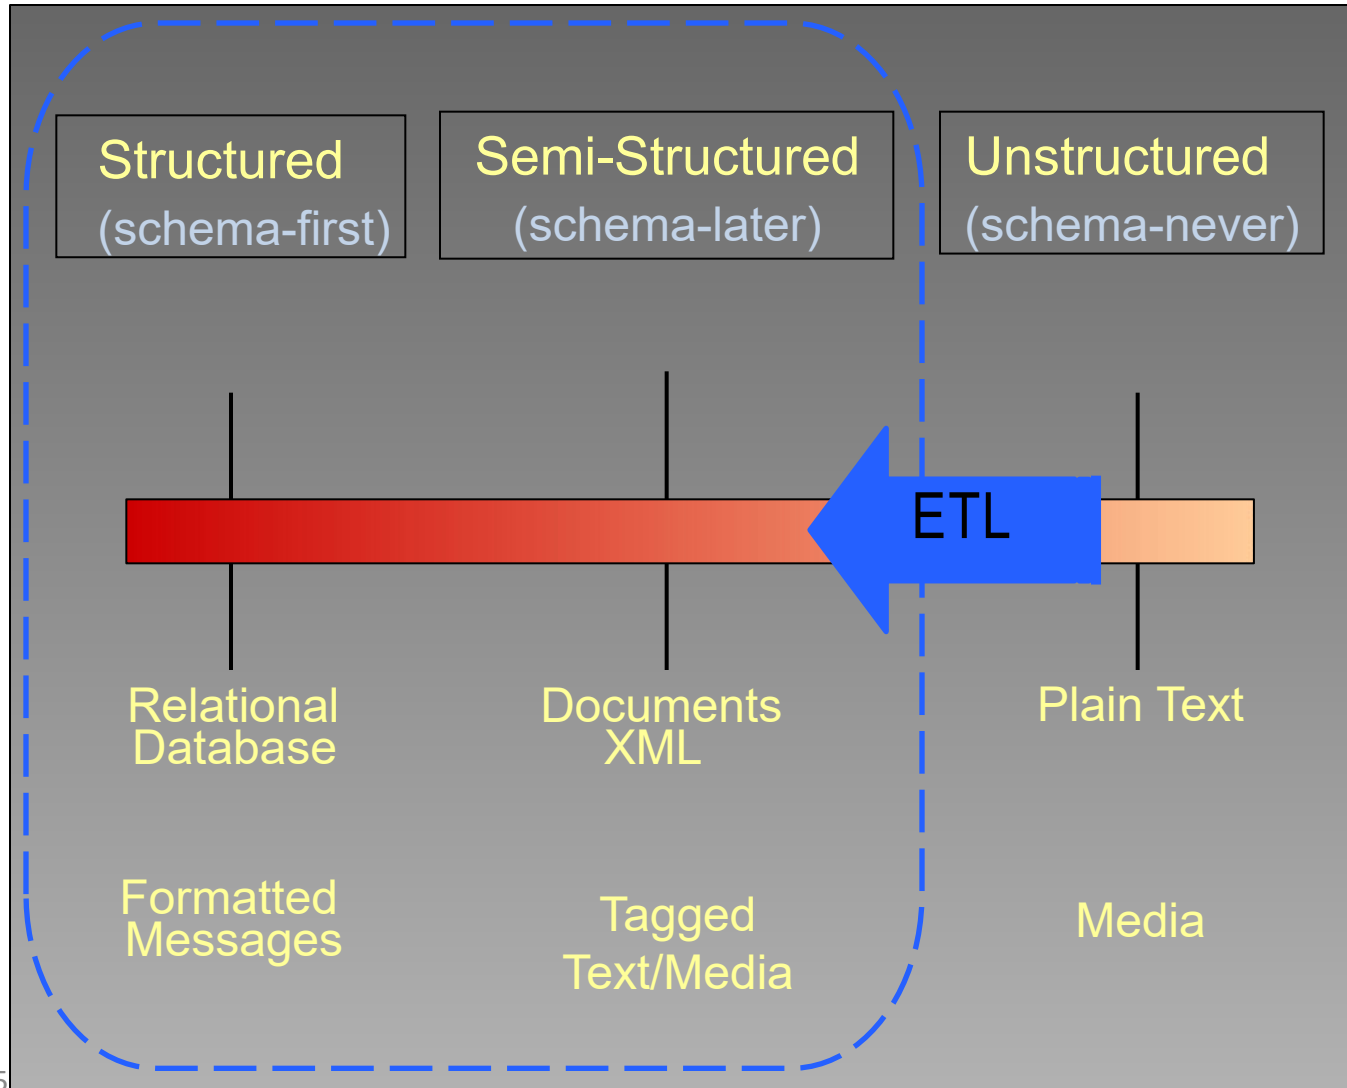 Structured
(schema-first)
Semi-Structured
(schema-later)
Unstructured
(schema-never)
ETL
Relational
Database
Documents
XML
Plain Text
Formatted
Messages
Tagged
Text/Media
Media
5